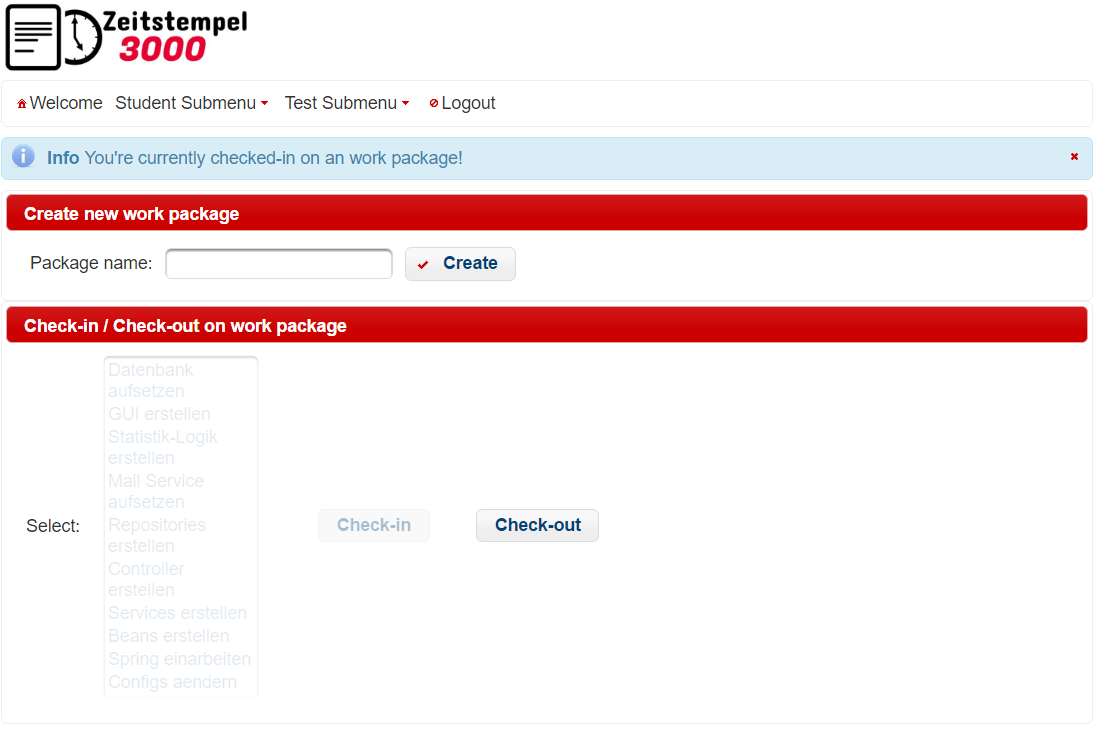 Zeitstempel
3000
Welcome Student Submenu Test Submenu Logout
Info You're currently checked-in on an work package!
Create new work package
Package name: Create
Check-in / Check-out on work package
Datenbank
aufsetzen
GUI erstellen
Statistik-Logik
erstellen
Mail Service
aufsetzen
Repositories
Select: Check-in Check-out
erstellen
Controller
erstellen
Services erstellen
Beans erstellen
Spring einarbeiten
Configs aendern